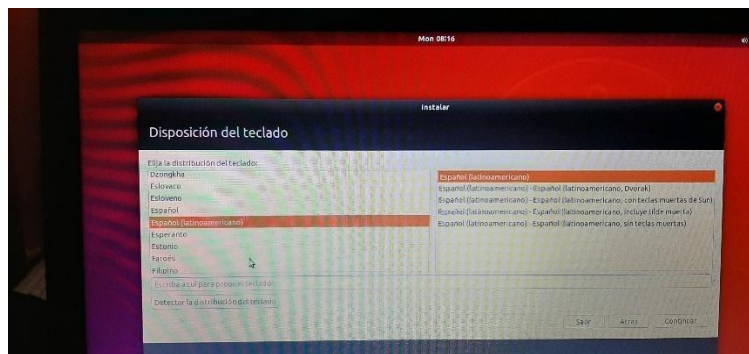 Mon 08:16
Instalar
Disposición del teclado
Elija la distribución del teclado:
Dzongkha
Eslovaco
Esloveno
Español
Español (latinoamericano)
Esperanto
Estonio
Faroés
Filipino
Español (latinoamericano)
Español (latinoamericano) - Español (latinoamericano, Dvorak)
Español (latinoamericano) - Español (latinoamericano, con teclas muertas de Sun)
Español (latinoamericano) - Español (latinoamericano, incluye tilde muerta)
Español (latinoamericano) - Español (latinoamericano, sin teclas muertas)
Escriba aquí para probar el teclado
Detectar la distribución del teclado
Salir
Atrás
Continuar